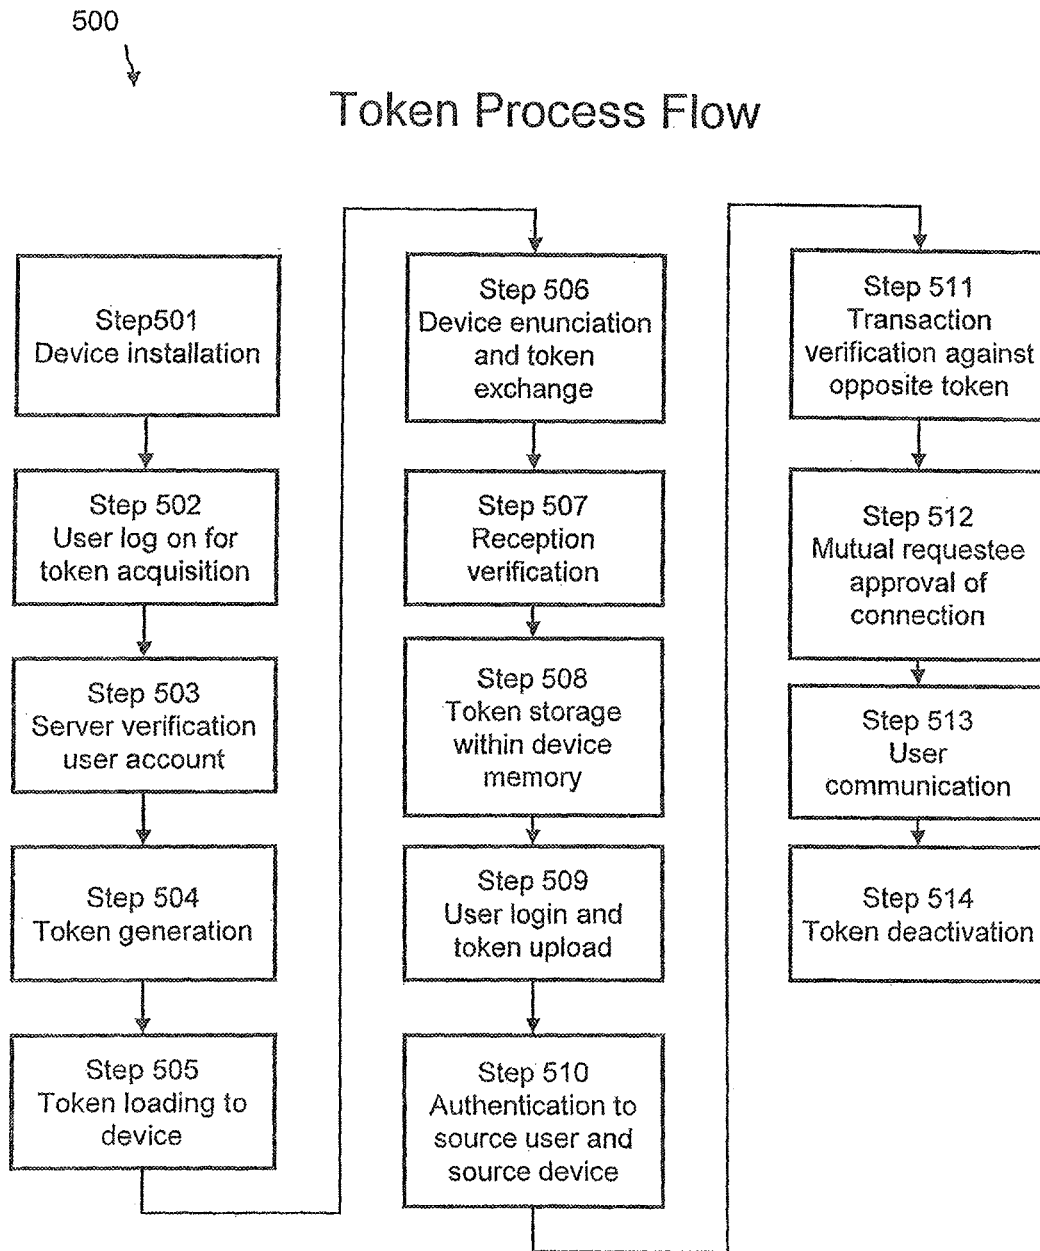 500
Token Process Flow
Step501
Device installation
Step 502
User log on for
token acquisition
Step 503
Server verification
user account
Step 504
Token generation
Step 505
Token loading to
device
Step 506
Device enunciation
and token
exchange
Step 507
Reception
verification
Step 508
Token storage
within device
memory
Step 509
User login and
token upload
Step 510
Authentication to
source user and
source device
Step 511
Transaction
verification against
opposite token
Step 512
Mutual requestee
approval of
connection
Step 513
User
communication
Step 514
Token deactivation